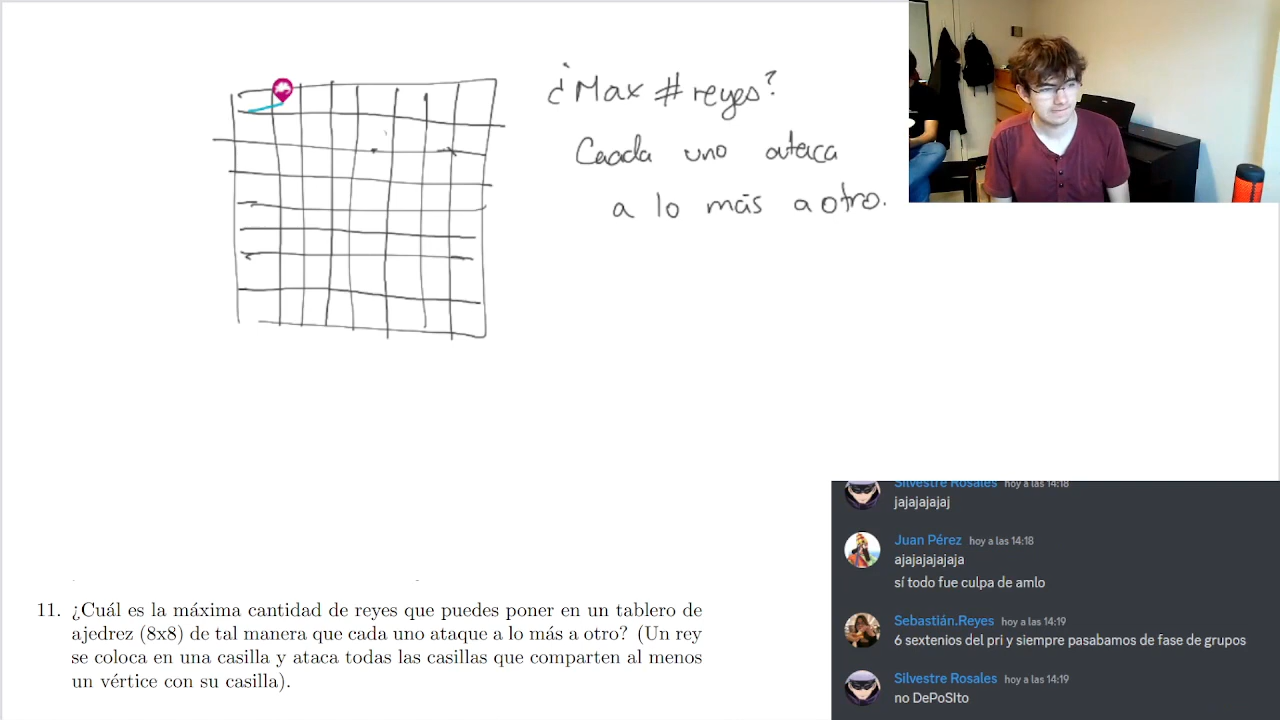 ¿Max # reyes?
Caada uno ataca
a lo más a otro.
Silvestre Rosales hoy a las 14:18
jajajajajaj
Juan Pérez hoy a las 14:18
ajajajajajaja
sí todo fue culpa de amlo
Sebastián.Reyes hoy a las 14:19
6 sextenios del pri y siempre pasabamos de fase de grupos
Silvestre Rosales hoy a las 14:19
no DePoSIto
11. ¿Cuál es la máxima cantidad de reyes que puedes poner en un tablero de
ajedrez (8x8) de tal manera que cada uno ataque a lo más a otro? (Un rey
se coloca en una casilla y ataca todas las casillas que comparten al menos
un vértice con su casilla).